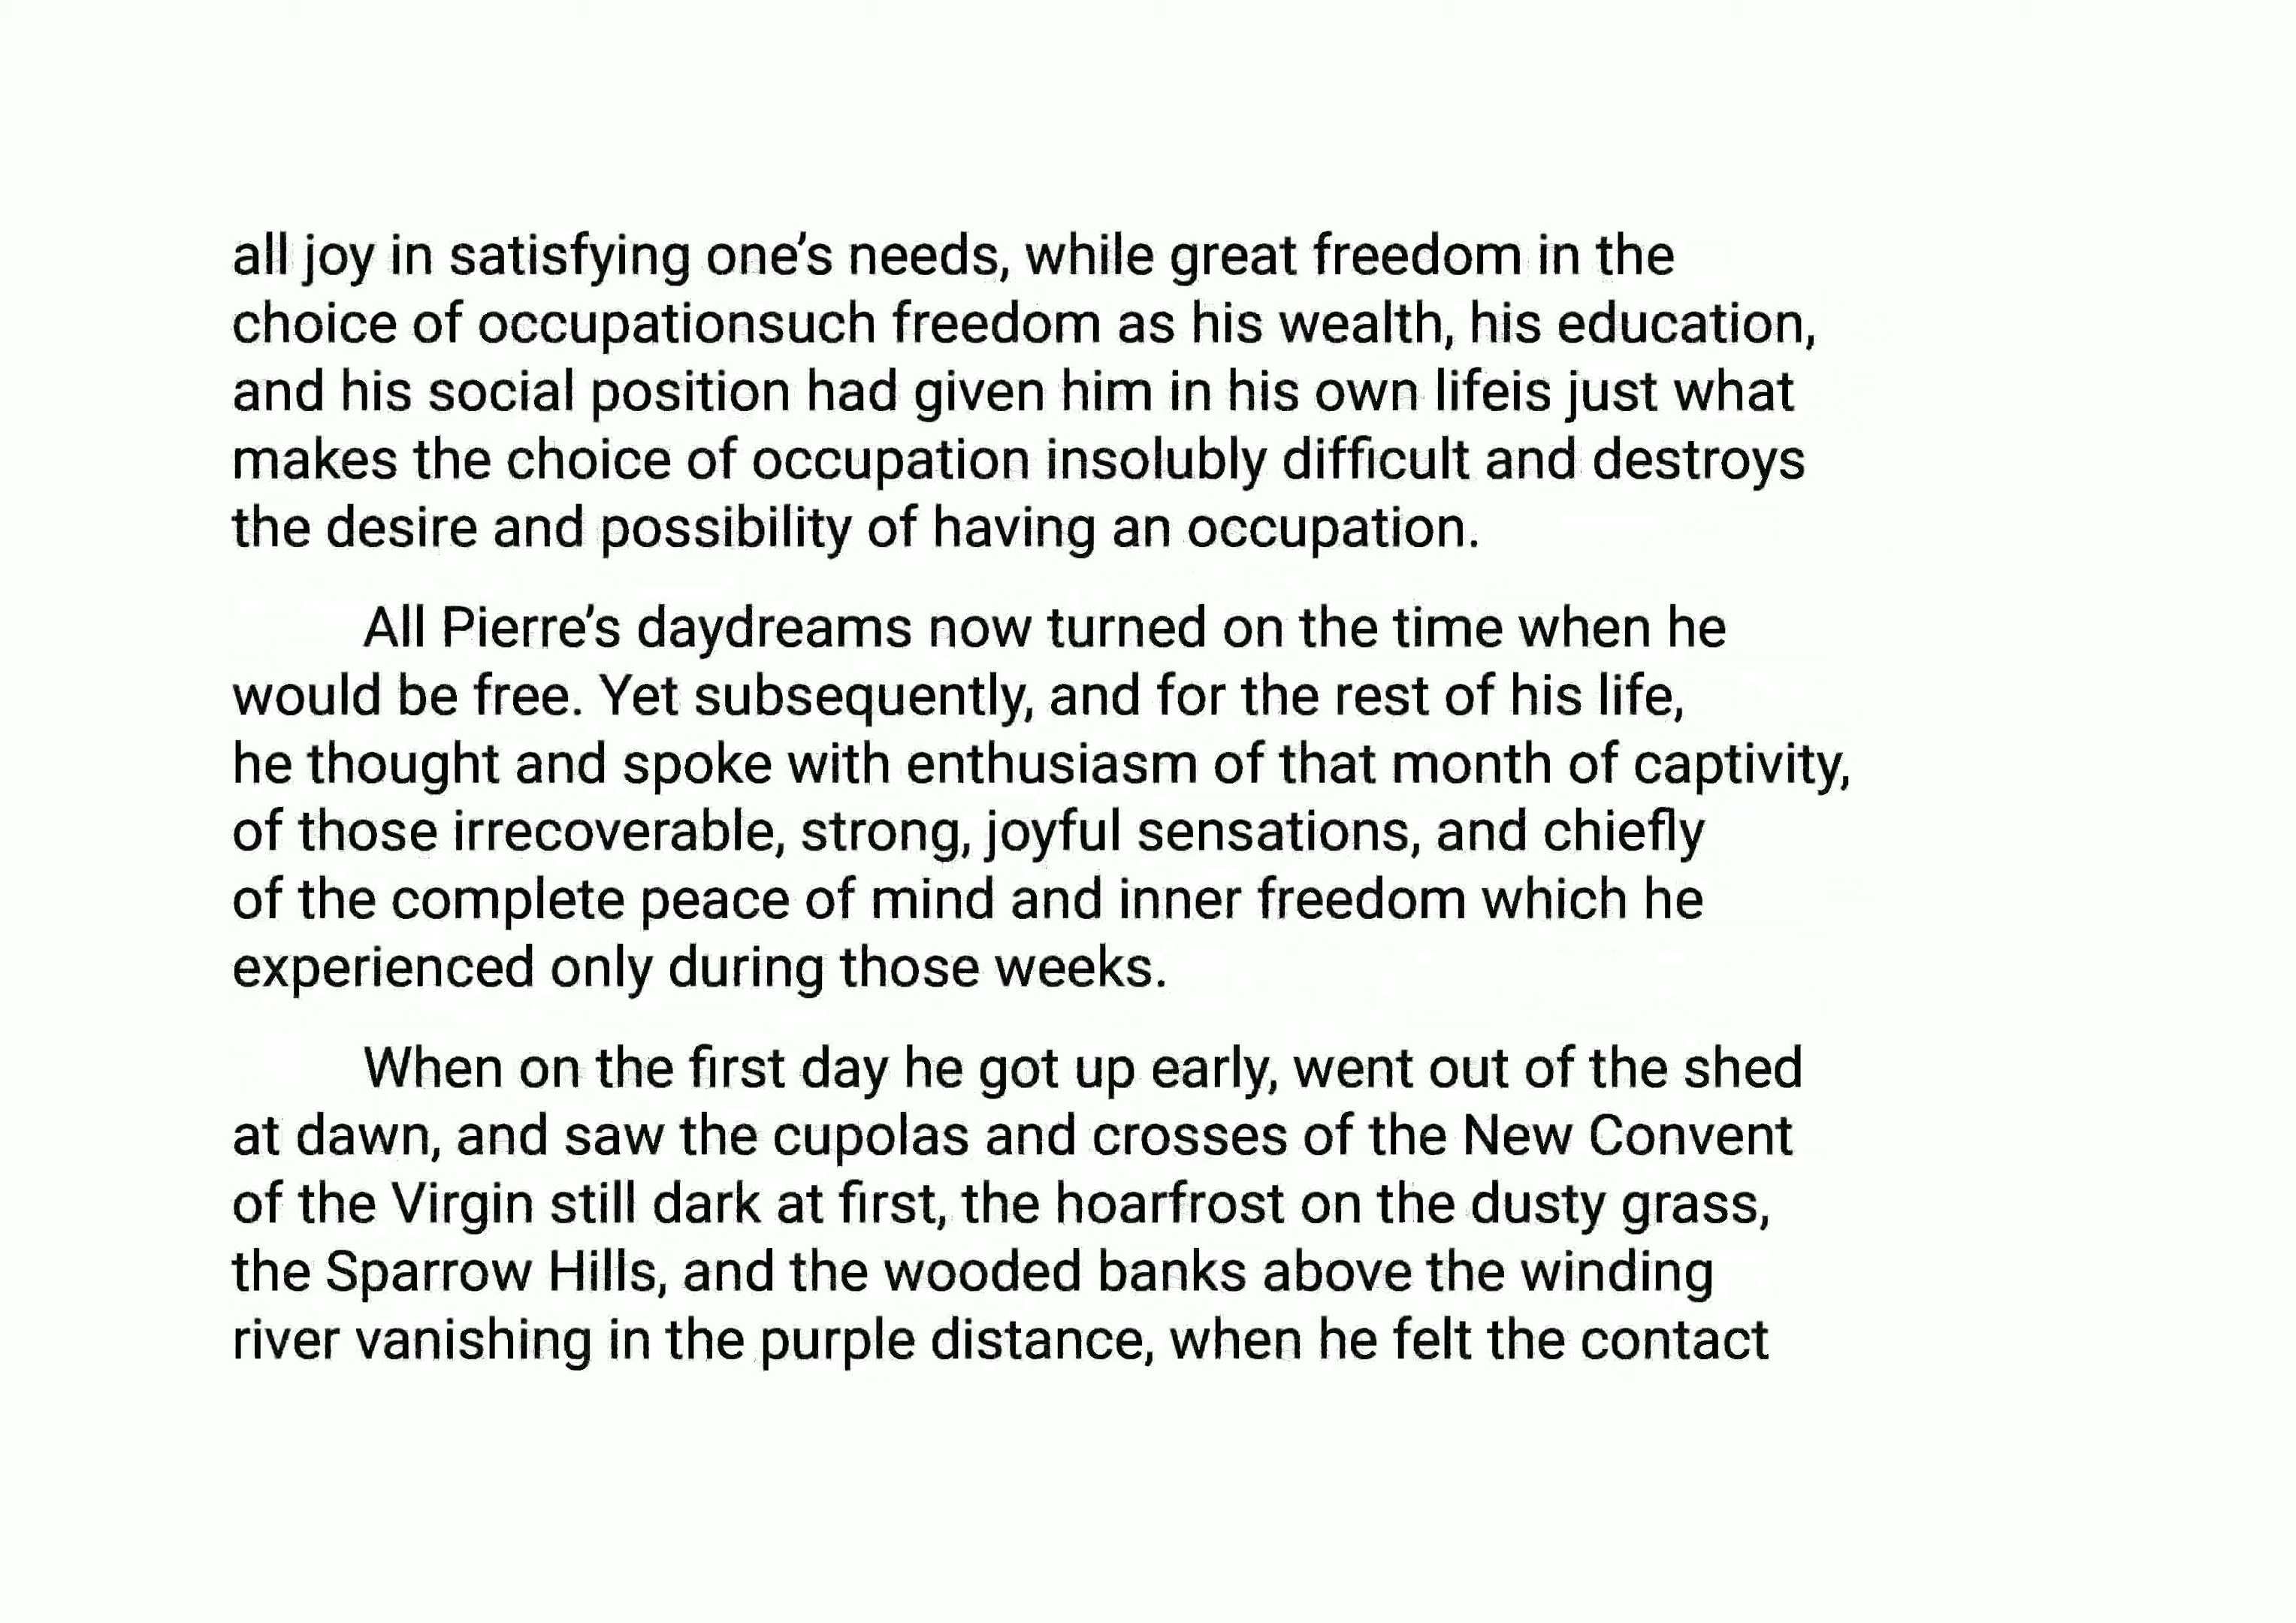 all joy in satisfying one's needs, while great freedom in the
choice of occupationsuch freedom as his wealth, his education,
and his social position had given him in his own lifeis just what
makes the choice of occupation insolubly difficult and destroys
the desire and possibility of having an occupation.
All Pierre's daydreams now turned on the time when he
would be free. Yet subsequently, and for the rest of his life,
he thought and spoke with enthusiasm of that month of captivity,
of those irrecoverable, strong, joyful sensations, and chiefly
of the complete peace of mind and inner freedom which he
experienced only during those weeks.
When on the first day he got up early, went out of the shed
at dawn, and saw the cupolas and crosses of the New Convent
of the Virgin still dark at first, the hoarfrost on the dusty grass,
the Sparrow Hills, and the wooded banks above the winding
river vanishing in the purple distance, when he felt the contact